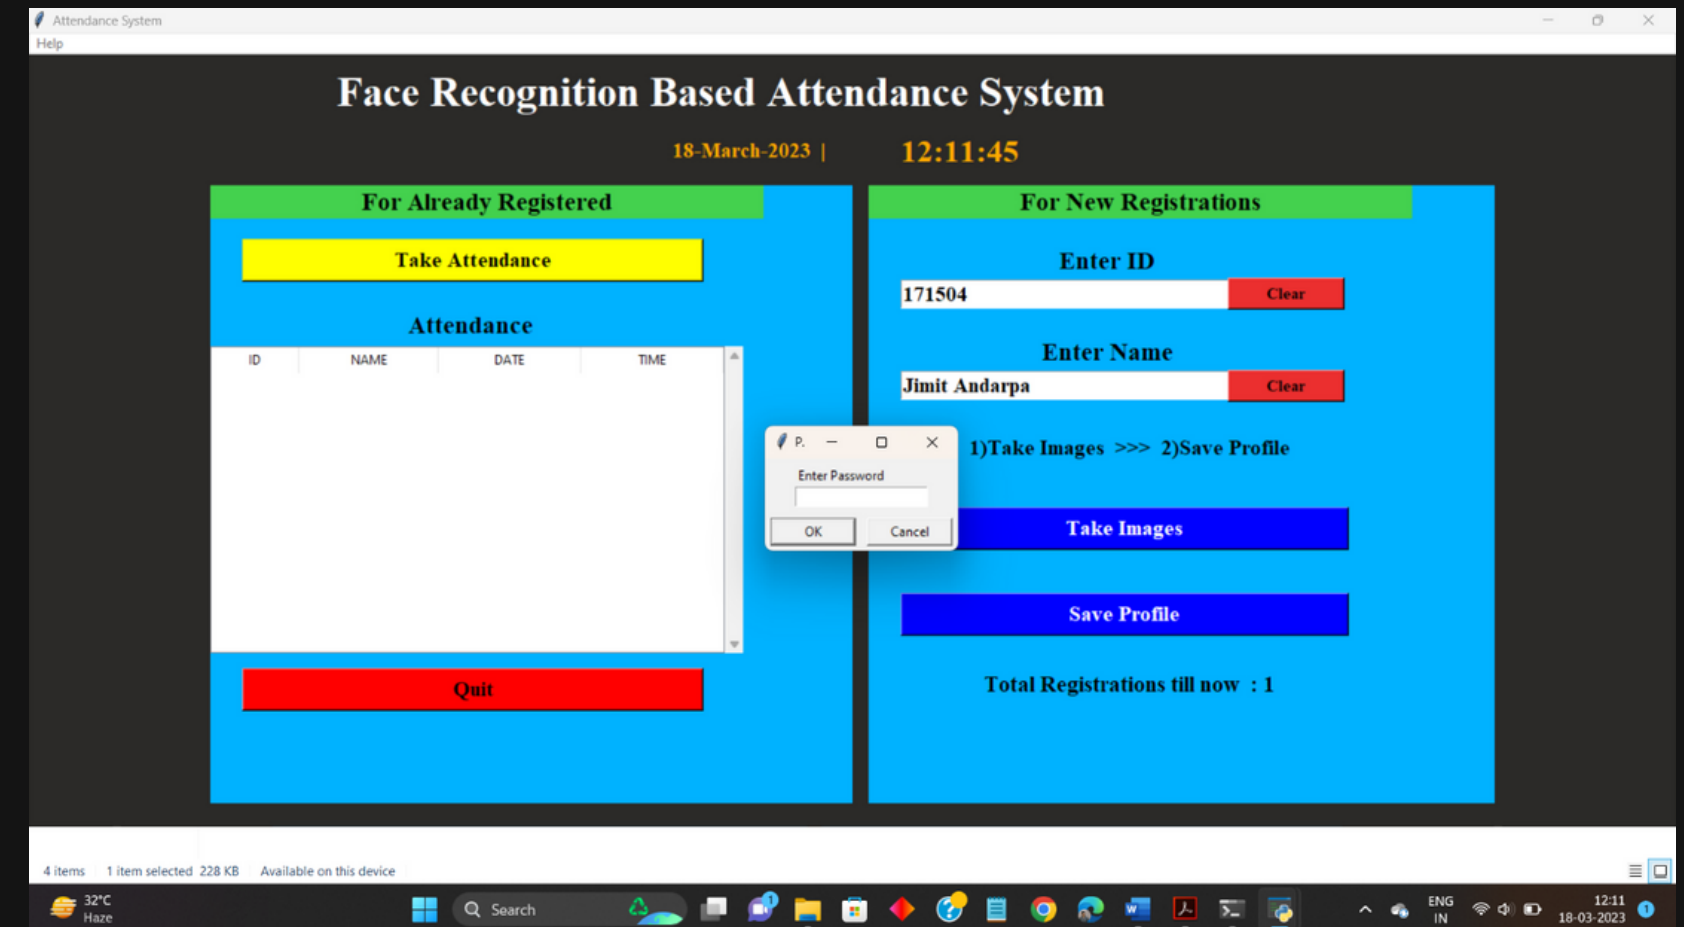 Attendance System
Help
Face Recognition Based Attendance System
18-March-2023 |
12:11:45
For Already Registered
Take Attendance
Attendance
ID NAME DATE TIME
Quit
For New Registrations
Enter ID
171504 Clear
Enter Name
Jimit Andarpa Clear
1)Take Images >>> 2)Save Profile
Take Images
Save Profile
Total Registrations till now : 1
P.
Enter Password
OK Cancel
4 items 1 item selected 228 KB Available on this device
32°C
Haze
Search
1
ENG
IN
12:11
18-03-2023
1